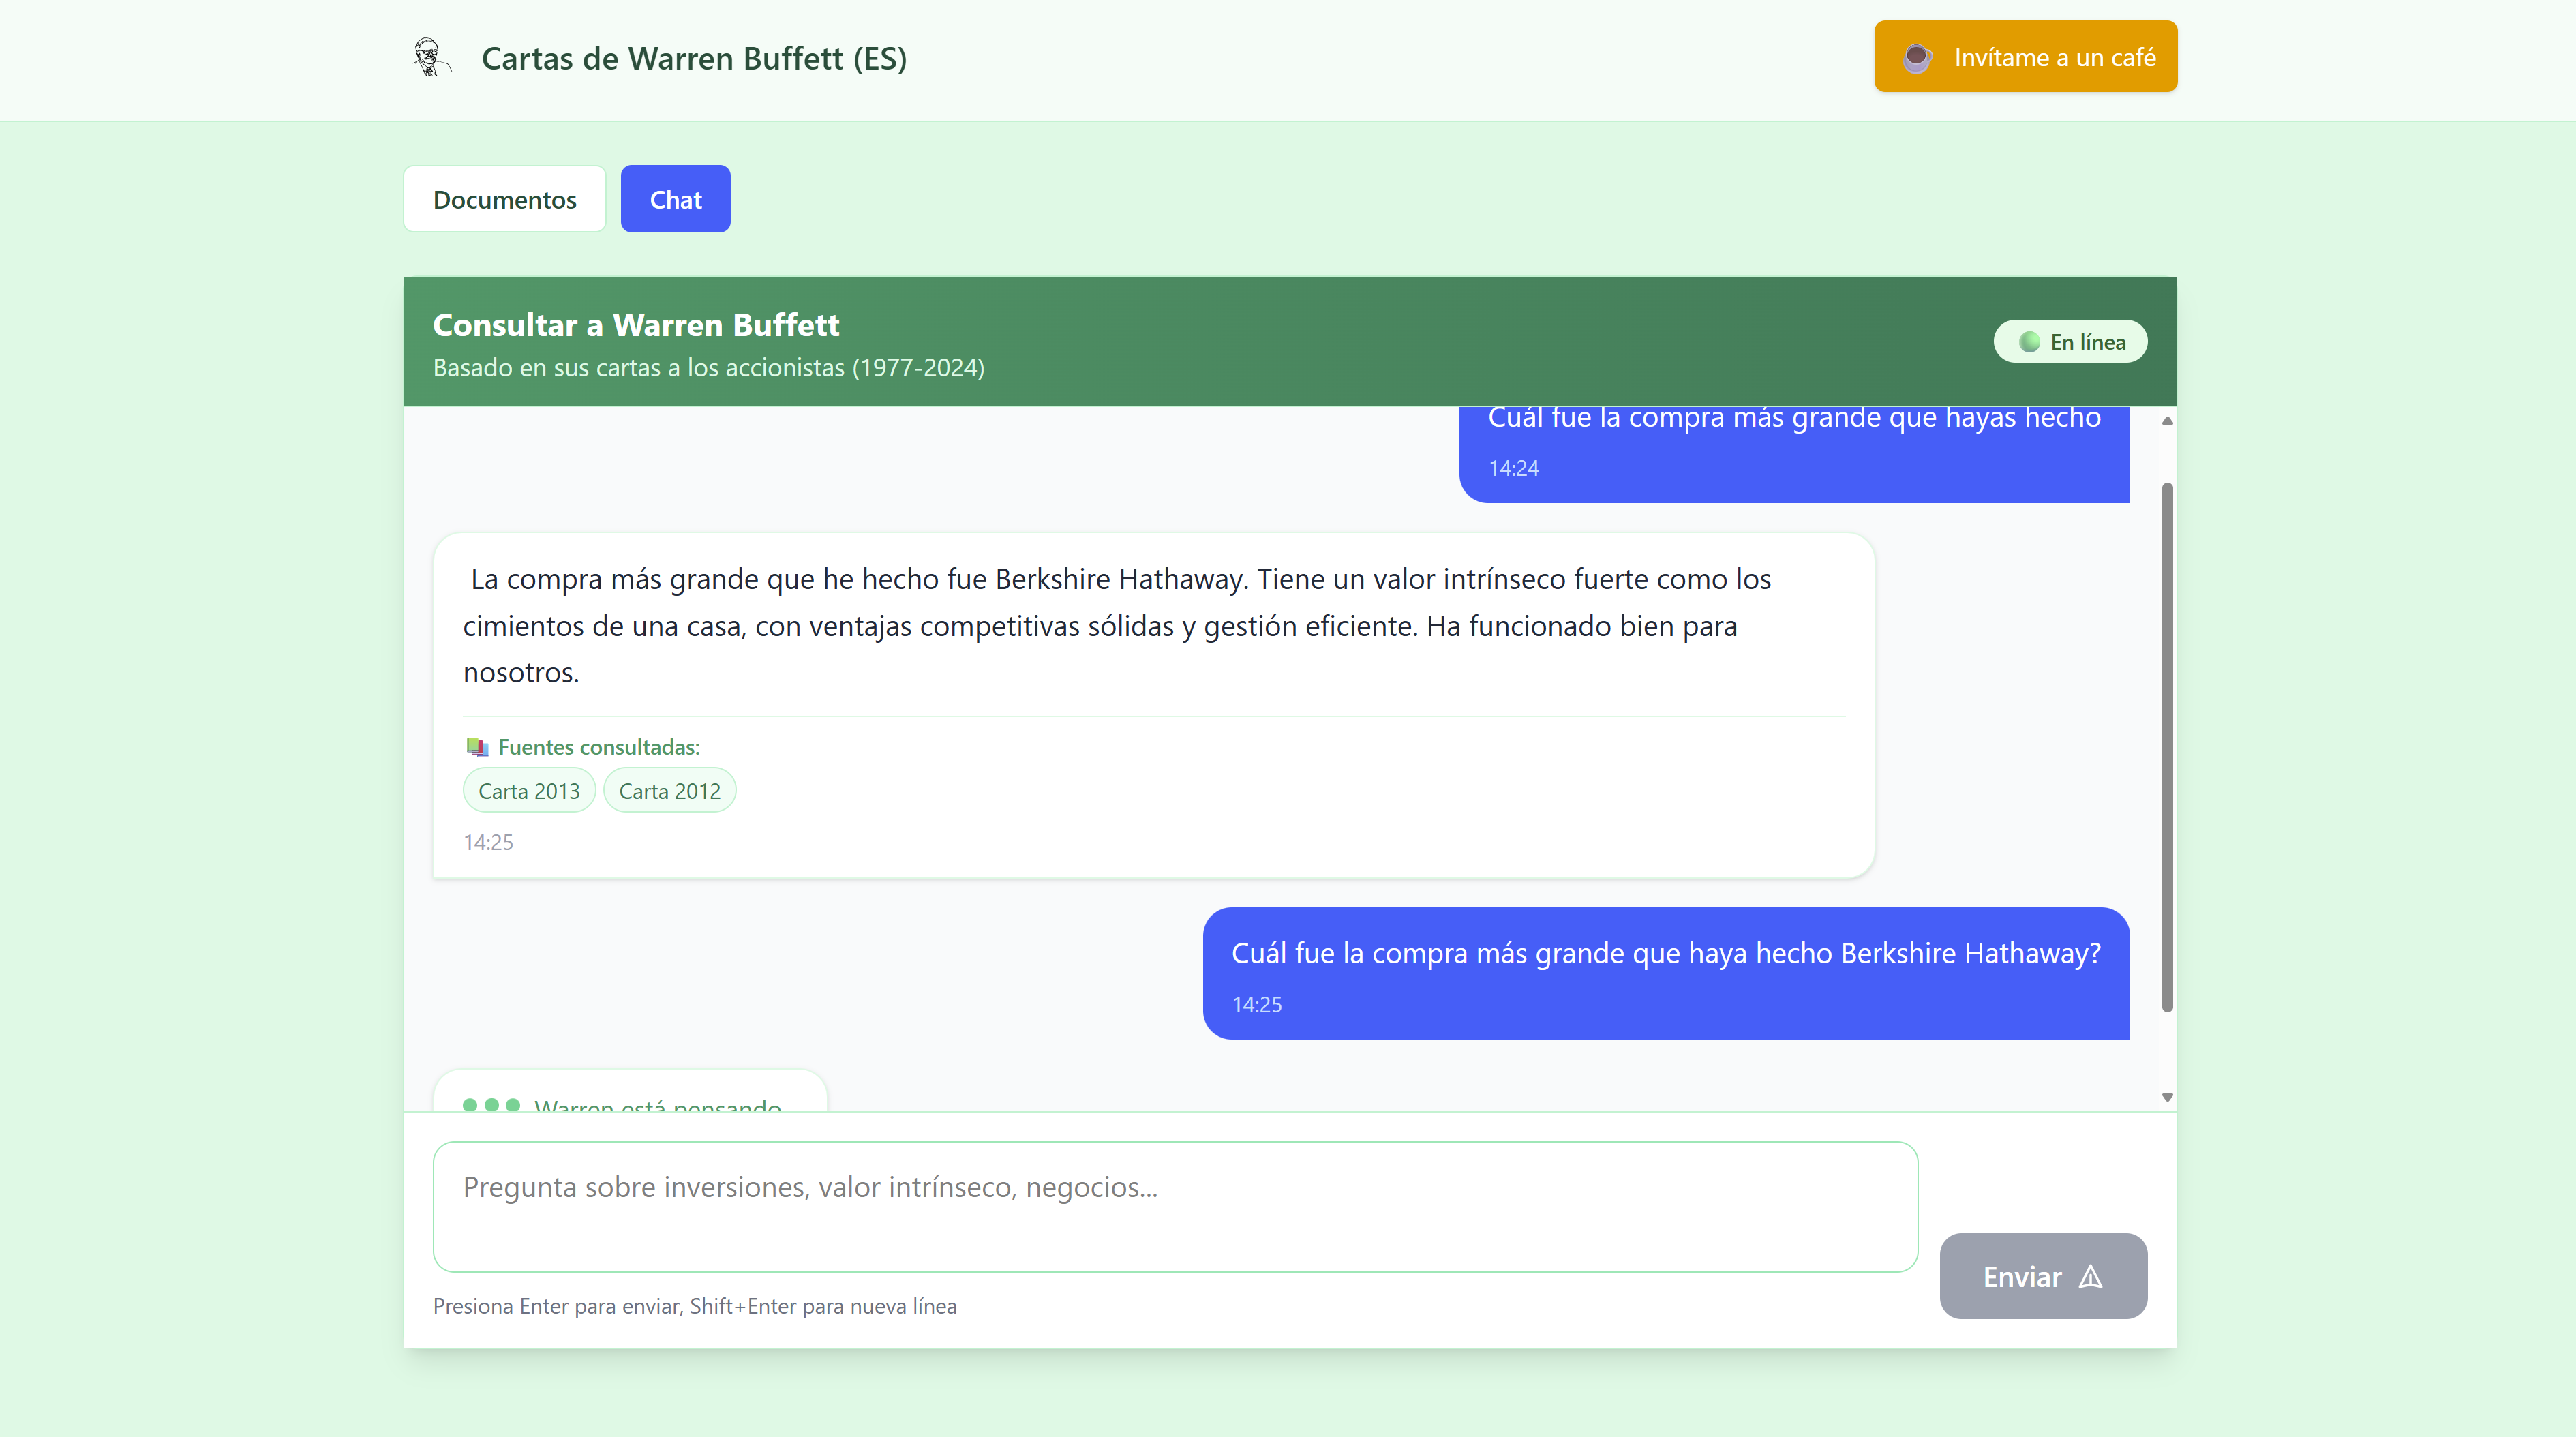 Cartas de Warren Buffett (ES)
Invítame a un café
Documentos
Chat
Consultar a Warren Buffett
Basado en sus cartas a los accionistas (1977-2024)
En línea
Cuál fue la compra más grande que hayas hecho
14:24
La compra más grande que he hecho fue Berkshire Hathaway. Tiene un valor intrínseco fuerte como los
cimientos de una casa, con ventajas competitivas sólidas y gestión eficiente. Ha funcionado bien para
nosotros.
Fuentes consultadas:
Carta 2013
Carta 2012
14:25
Cuál fue la compra más grande que haya hecho Berkshire Hathaway?
14:25
Warren está pensando
Pregunta sobre inversiones, valor intrínseco, negocios...
Enviar
Presiona Enter para enviar, Shift+Enter para nueva línea